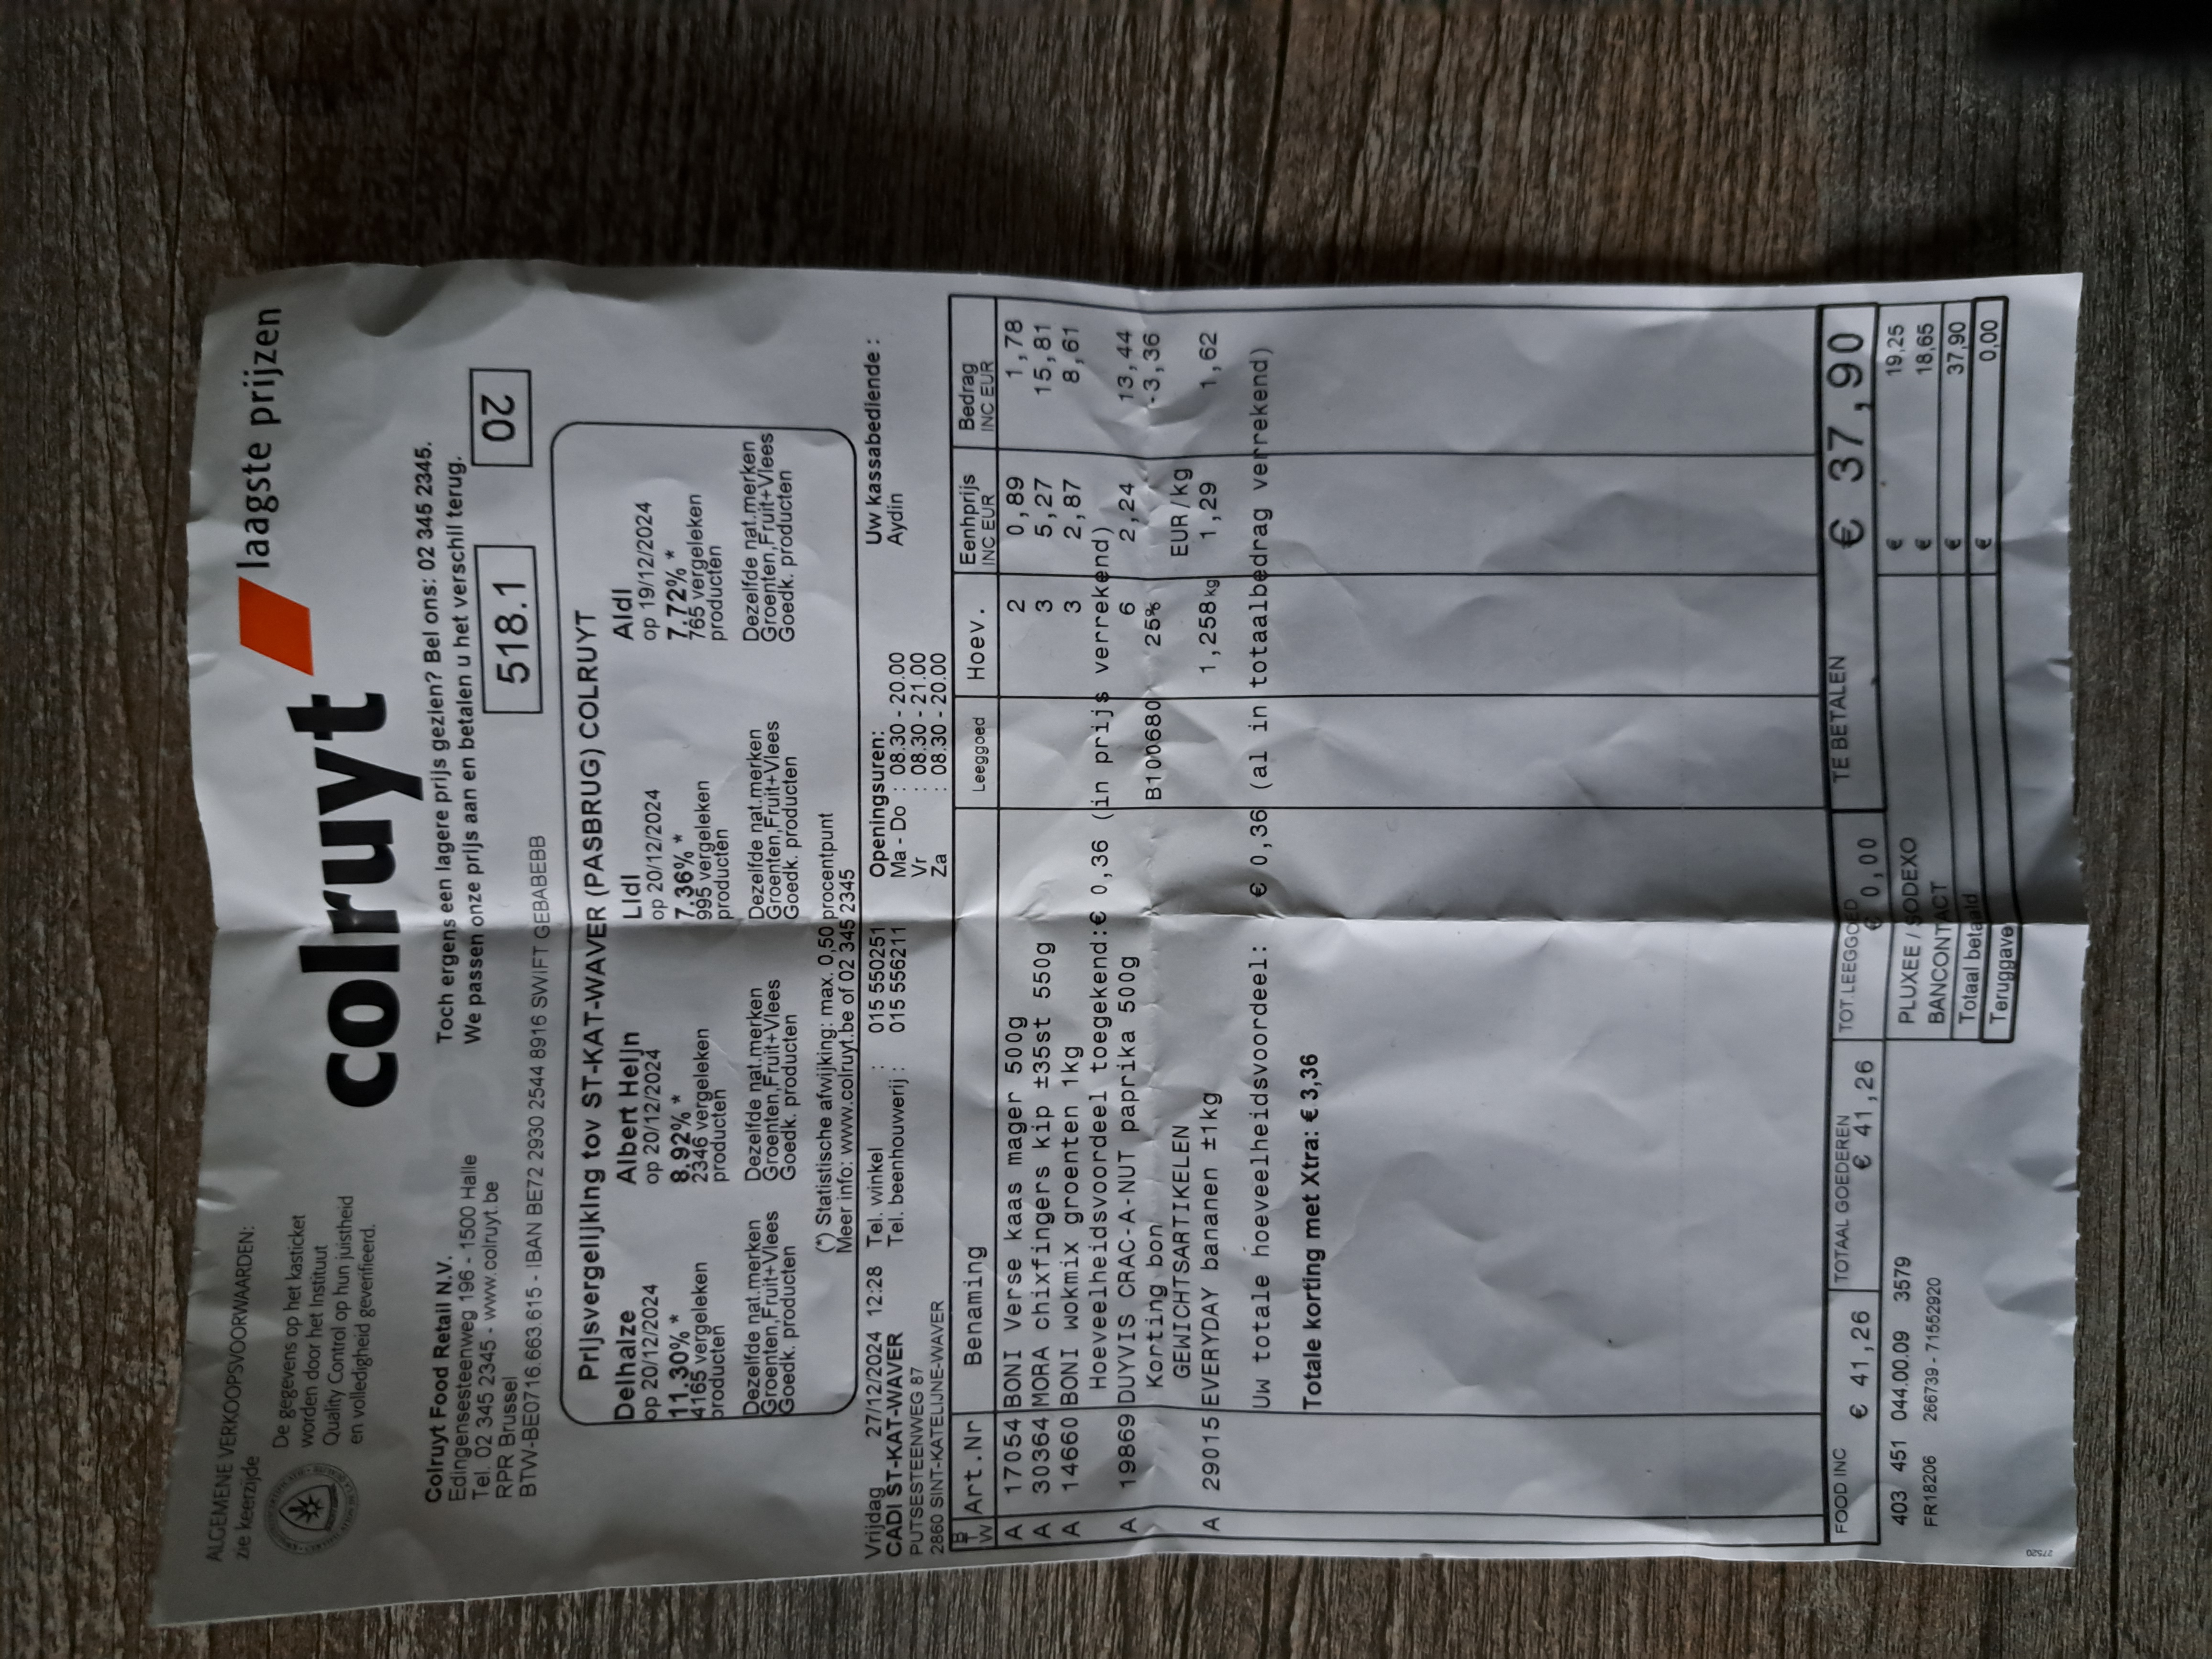 ALGEMENE VERKOOPSVOORWAARDEN:
zie keerzijde
De gegevens op het kasticket
worden door het Instituut
Quality Control op hun juistheid
en volledigheid geverifieerd.
colruyt laagste prijzen
Colruyt Food Retail N.V.
Edingensesteenweg 196 - 1500 Halle
Tel. 02 345 2345 - www.colruyt.be
RPR Brussel
BTW-BE0716.663.615 - IBAN BE72 2930 2544 8916 SWIFT GEBABEBB
Toch ergens een lagere prijs gezien? Bel ons: 02 345 2345.
We passen onze prijs aan en betalen u het verschil terug.
518.1 02
Prijsvergelijking tov ST-KAT-WAVER (PASBRUG) COLRUYT
Delhaize Albert Heijn Lidl Aldi
op 20/12/2024 op 20/12/2024 op 20/12/2024 op 19/12/2024
11.30% * 8.92% * 7.36% * 7.72% *
4165 vergeleken 2346 vergeleken 995 vergeleken 765 vergeleken
producten producten producten producten
Dezelfde nat.merken Dezelfde nat.merken Dezelfde nat.merken Dezelfde nat.merken
Groenten,Fruit+Vlees Groenten,Fruit+Vlees Groenten,Fruit+Vlees Groenten,Fruit+Vlees
Goedk. producten Goedk. producten Goedk. producten Goedk. producten
(*) Statistische afwijking: max. 0,50 procentpunt
Meer info: www.colruyt.be of 02 345 2345
Vrijdag 27/12/2024 12:28 Tel. winkel : 015 550251 Openingsuren: Uw kassabediende :
CADI ST-KAT-WAVER Tel. beenhouwerij : 015 556211 Ma - Do : 08.30 - 20.00 Aydin
PUTSESTEENWEG 87 Vr : 08.30 - 21.00
2860 SINT-KATELIJNE-WAVER Za : 08.30 - 20.00
BTW Art.Nr Benaming Leeggoed Hoev. Eenhprijs INC EUR Bedrag INC EUR
A 17054 BONI Verse kaas mager 500g 2 0,89 1,78
A 30364 MORA chixfingers kip ±35st 550g 3 5,27 15,81
A 14660 BONI wokmix groenten 1kg 3 2,87 8,61
Hoeveelheidsvoordeel toegekend:€ 0,36 (in prijs verrekend)
A 19869 DUYVIS CRAC-A-NUT paprika 500g 6 2,24 13,44
Korting bon B1006807 25% -3,36
GEWICHTSARTIKELEN EUR/kg
A 29015 EVERYDAY bananen ±1kg 1,258kg 1,29 1,62
Uw totale hoeveelheidsvoordeel: € 0,36 (al in totaalbedrag verrekend)
Totale korting met Xtra: € 3,36
FOOD INC TOTAAL GOEDEREN TOT.LEEGGOED TE BETALEN € 37,90
€ 41,26 € 41,26 € 0,00
403 451 044.00.09 3579 PLUXEE / SODEXO € 19,25
FR18206 266739 - 71552920 BANCONTACT € 18,65
Totaal betaald € 37,90
Teruggave € 0,00
27520